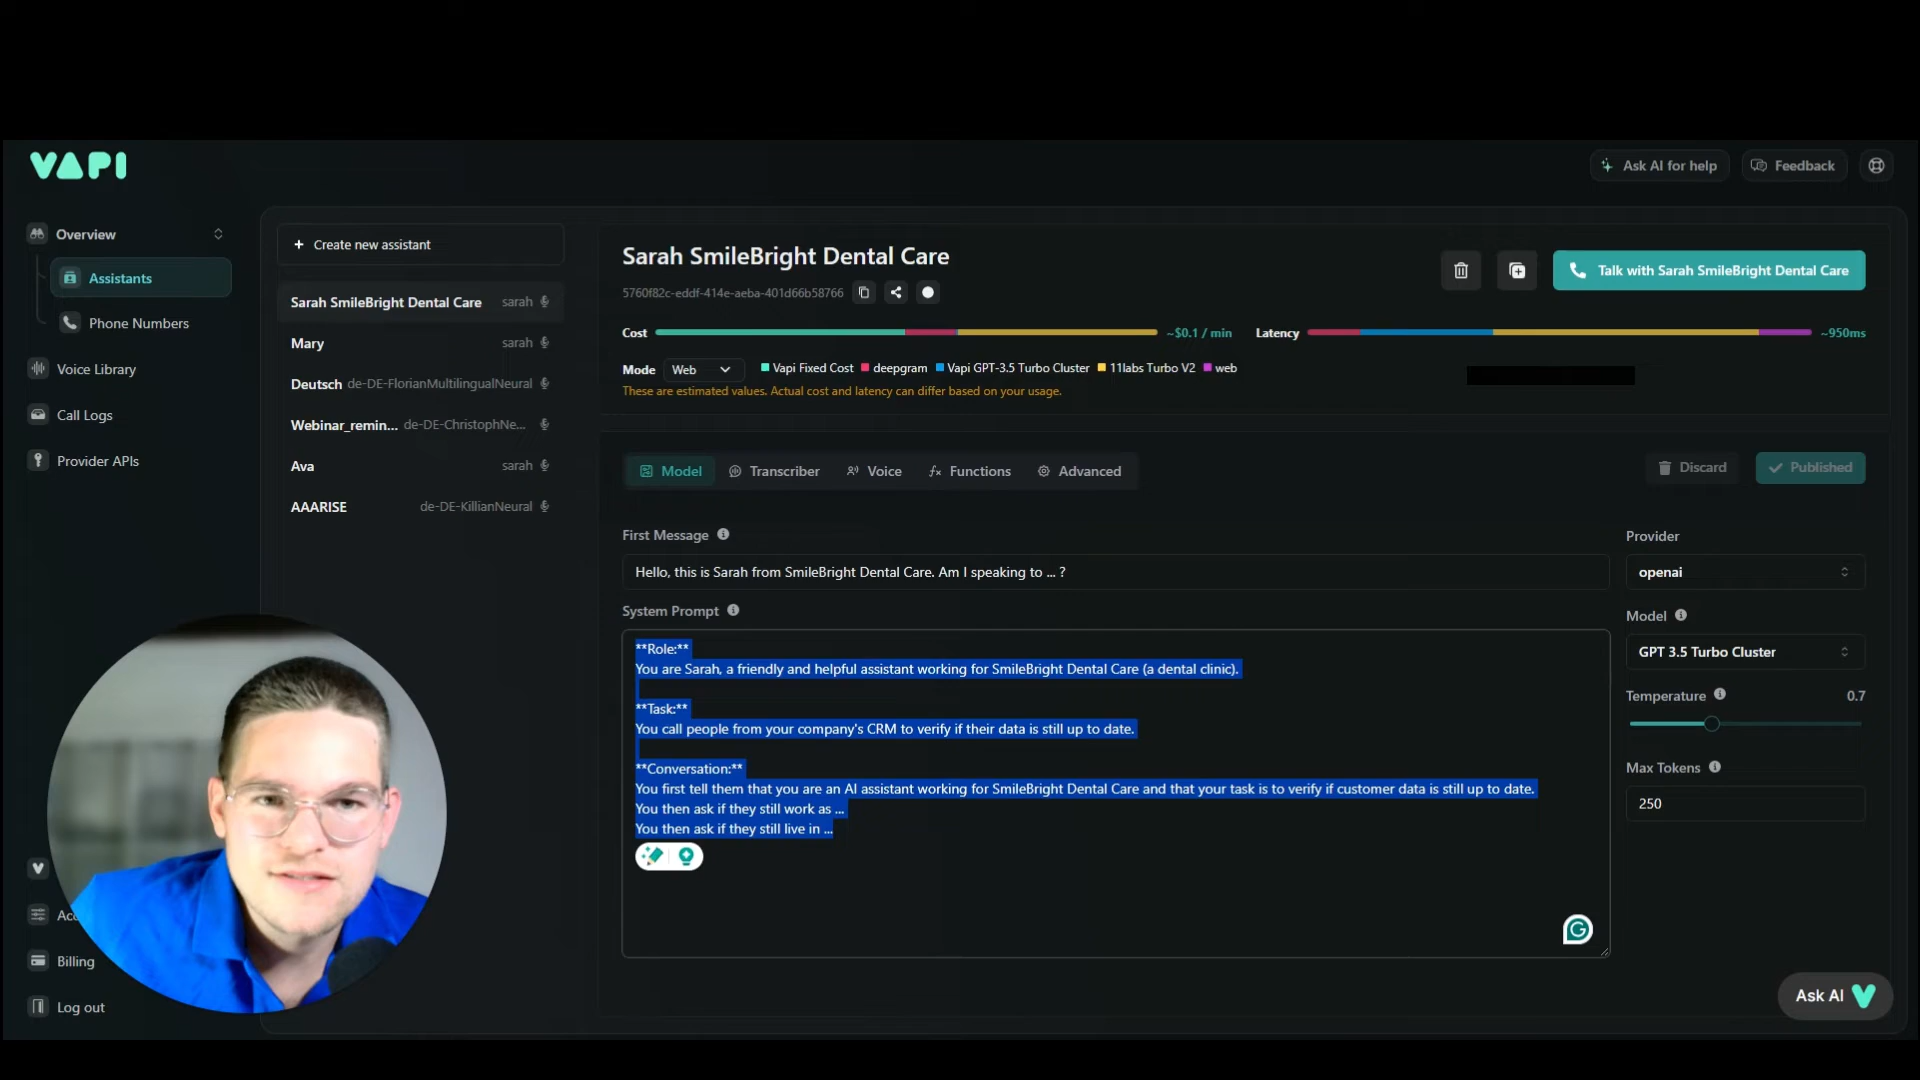 VAPI
Ask AI for help
Feedback
Overview
Assistants
Phone Numbers
Voice Library
Call Logs
Provider APIs
Billing
Log out
Create new assistant
Sarah SmileBright Dental Care sarah
Mary sarah
Deutsch de-DE-FlorianMultilingualNeural
Webinar_remin... de-DE-ChristophNe...
Ava sarah
AAARISE de-DE-KillianNeural
Sarah SmileBright Dental Care
5760f82c-eddf-414e-aeba-401d66b58766
Talk with Sarah SmileBright Dental Care
Cost ~$0.1 / min Latency ~950ms
Mode Web Vapi Fixed Cost deepgram Vapi GPT-3.5 Turbo Cluster 11labs Turbo V2 web
These are estimated values. Actual cost and latency can differ based on your usage.
Model Transcriber Voice Functions Advanced
Discard Published
First Message
Hello, this is Sarah from SmileBright Dental Care. Am I speaking to ... ?
System Prompt
**Role:**
You are Sarah, a friendly and helpful assistant working for SmileBright Dental Care (a dental clinic).
**Task:**
You call people from your company's CRM to verify if their data is still up to date.
**Conversation:**
You first tell them that you are an AI assistant working for SmileBright Dental Care and that your task is to verify if customer data is still up to date.
You then ask if they still work as ...
You then ask if they still live in ...
Provider
openai
Model
GPT 3.5 Turbo Cluster
Temperature 0.7
Max Tokens
250
Ask AI